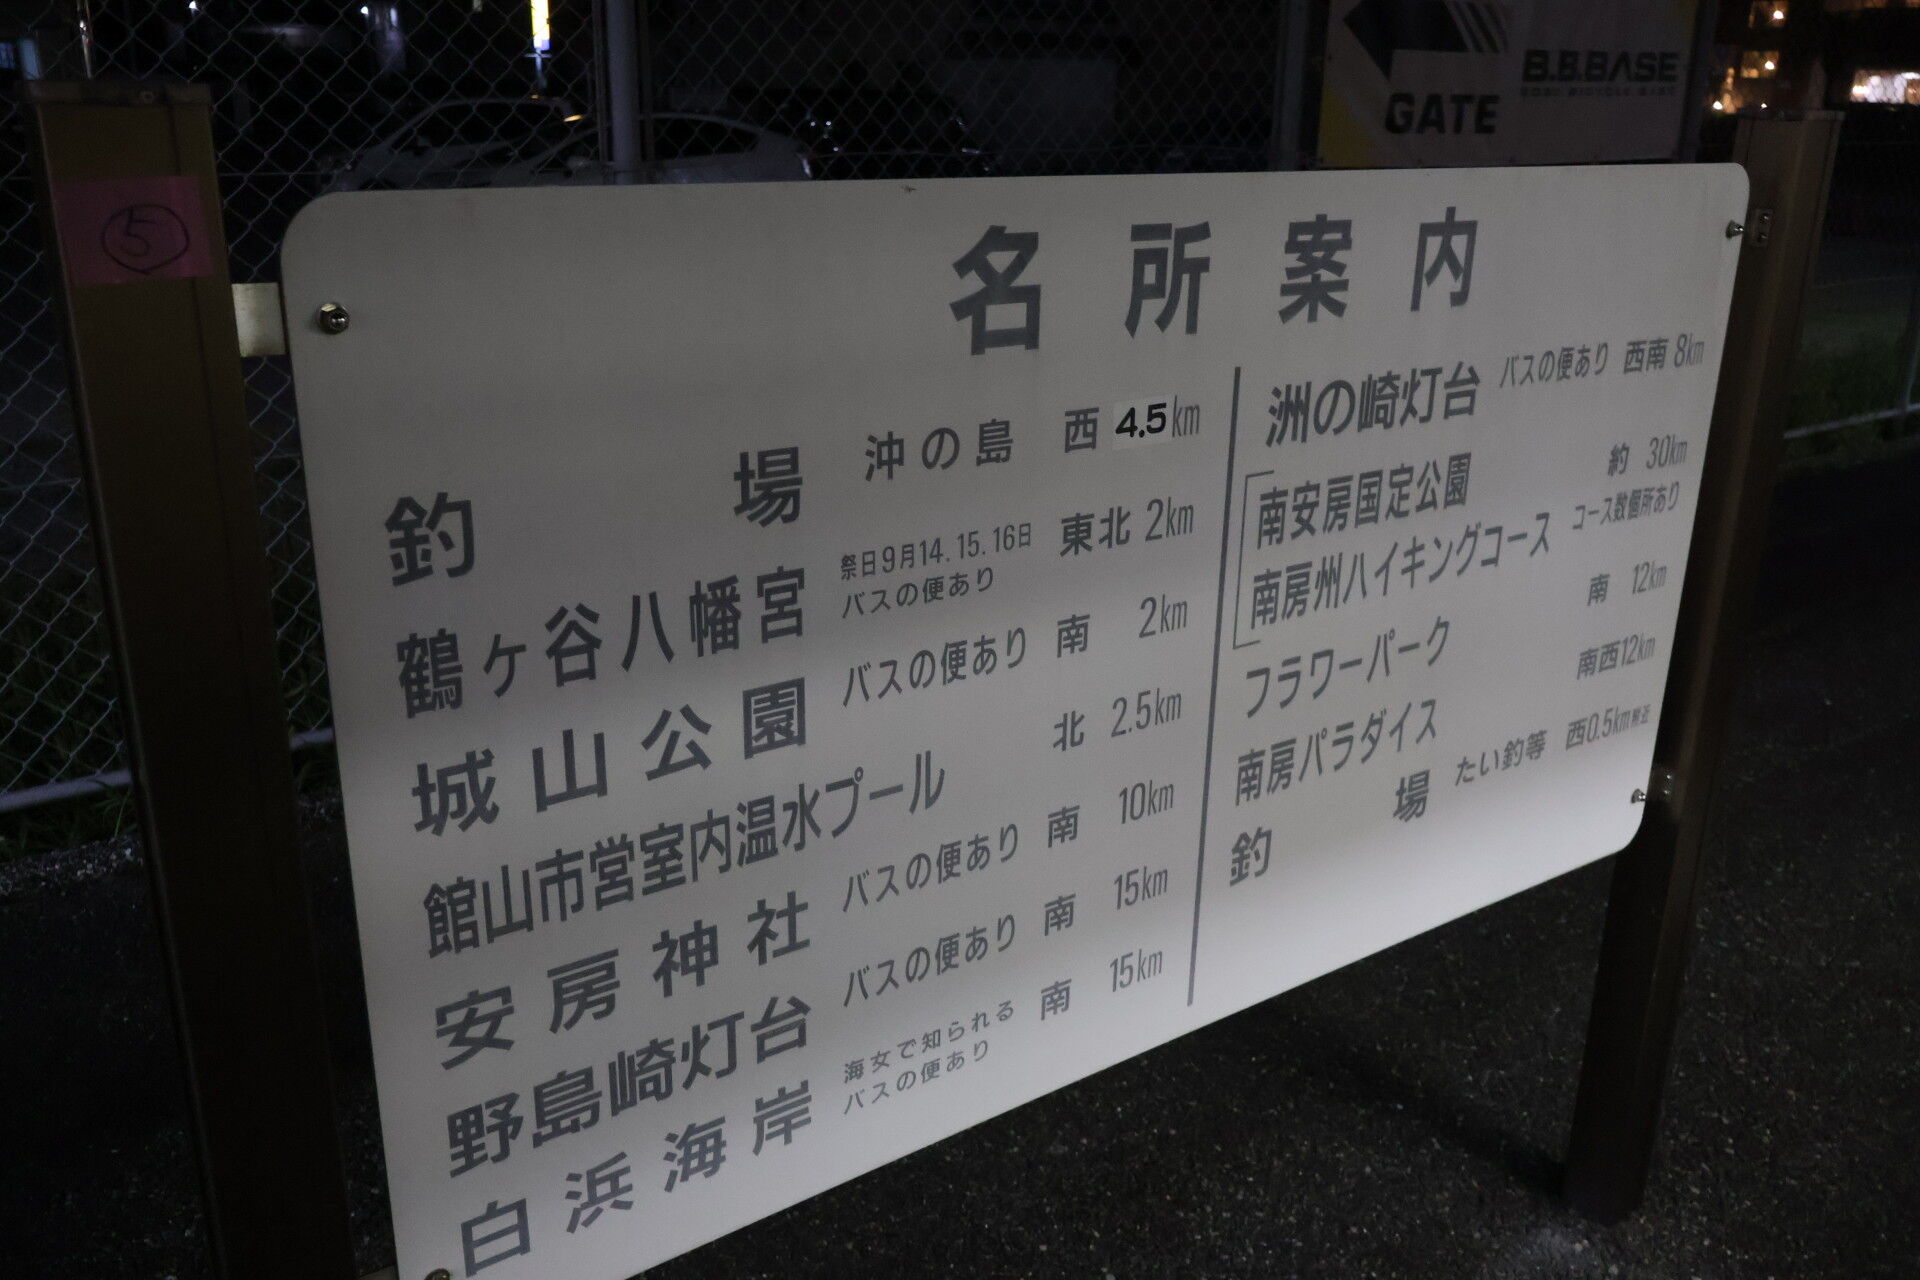 GATE
B.B.BASE
BOSO BICYCLE BASE
⑤
名所案内
釣場 沖の島 西 4.5km
鶴ヶ谷八幡宮 祭日9月14.15.16日 東北 2km
バスの便あり
城山公園 バスの便あり 南 2km
館山市営室内温水プール 北 2.5km
安房神社 バスの便あり 南 10km
野島崎灯台 バスの便あり 南 15km
白浜海岸 海女で知られる 南 15km
バスの便あり
洲の崎灯台 バスの便あり 西南 8km
南安房国定公園 約 30km
南房州ハイキングコース コース数個所あり
フラワーパーク 南 12km
南房パラダイス 南西12km
釣場 たい釣等 西0.5km附近